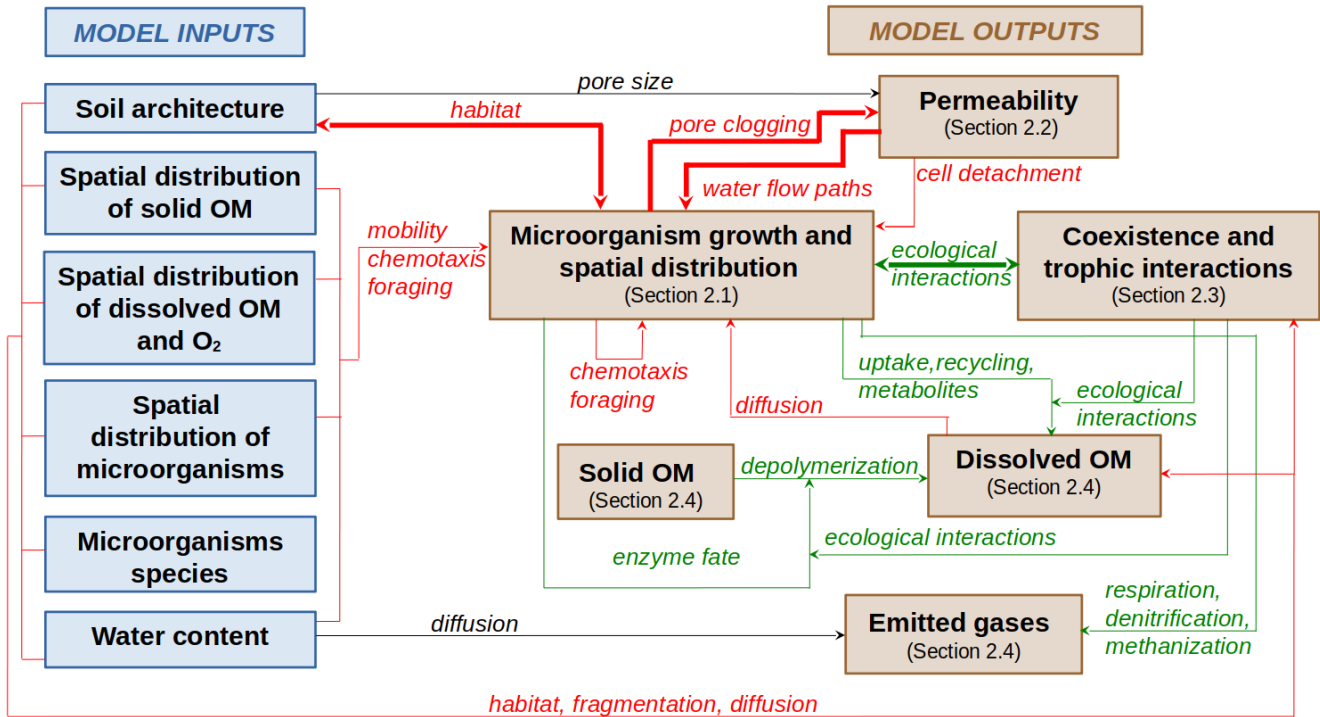 MODEL INPUTS
MODEL OUTPUTS
Soil architecture
pore size
habitat
pore clogging
Permeability
(Section 2.2)
water flow paths
cell detachment
Spatial distribution
of solid OM
mobility
chemotaxis
foraging
Microorganism growth and
spatial distribution
(Section 2.1)
ecological
interactions
Coexistence and
trophic interactions
(Section 2.3)
Spatial distribution
of dissolved OM
and O₂
chemotaxis
foraging
diffusion
uptake,recycling,
metabolites
ecological
interactions
Spatial
distribution of
microorganisms
Solid OM
(Section 2.4)
depolymerization
Dissolved OM
(Section 2.4)
enzyme fate
ecological interactions
Microorganisms
species
Water content
diffusion
Emitted gases
(Section 2.4)
respiration,
denitrification,
methanization
habitat, fragmentation, diffusion